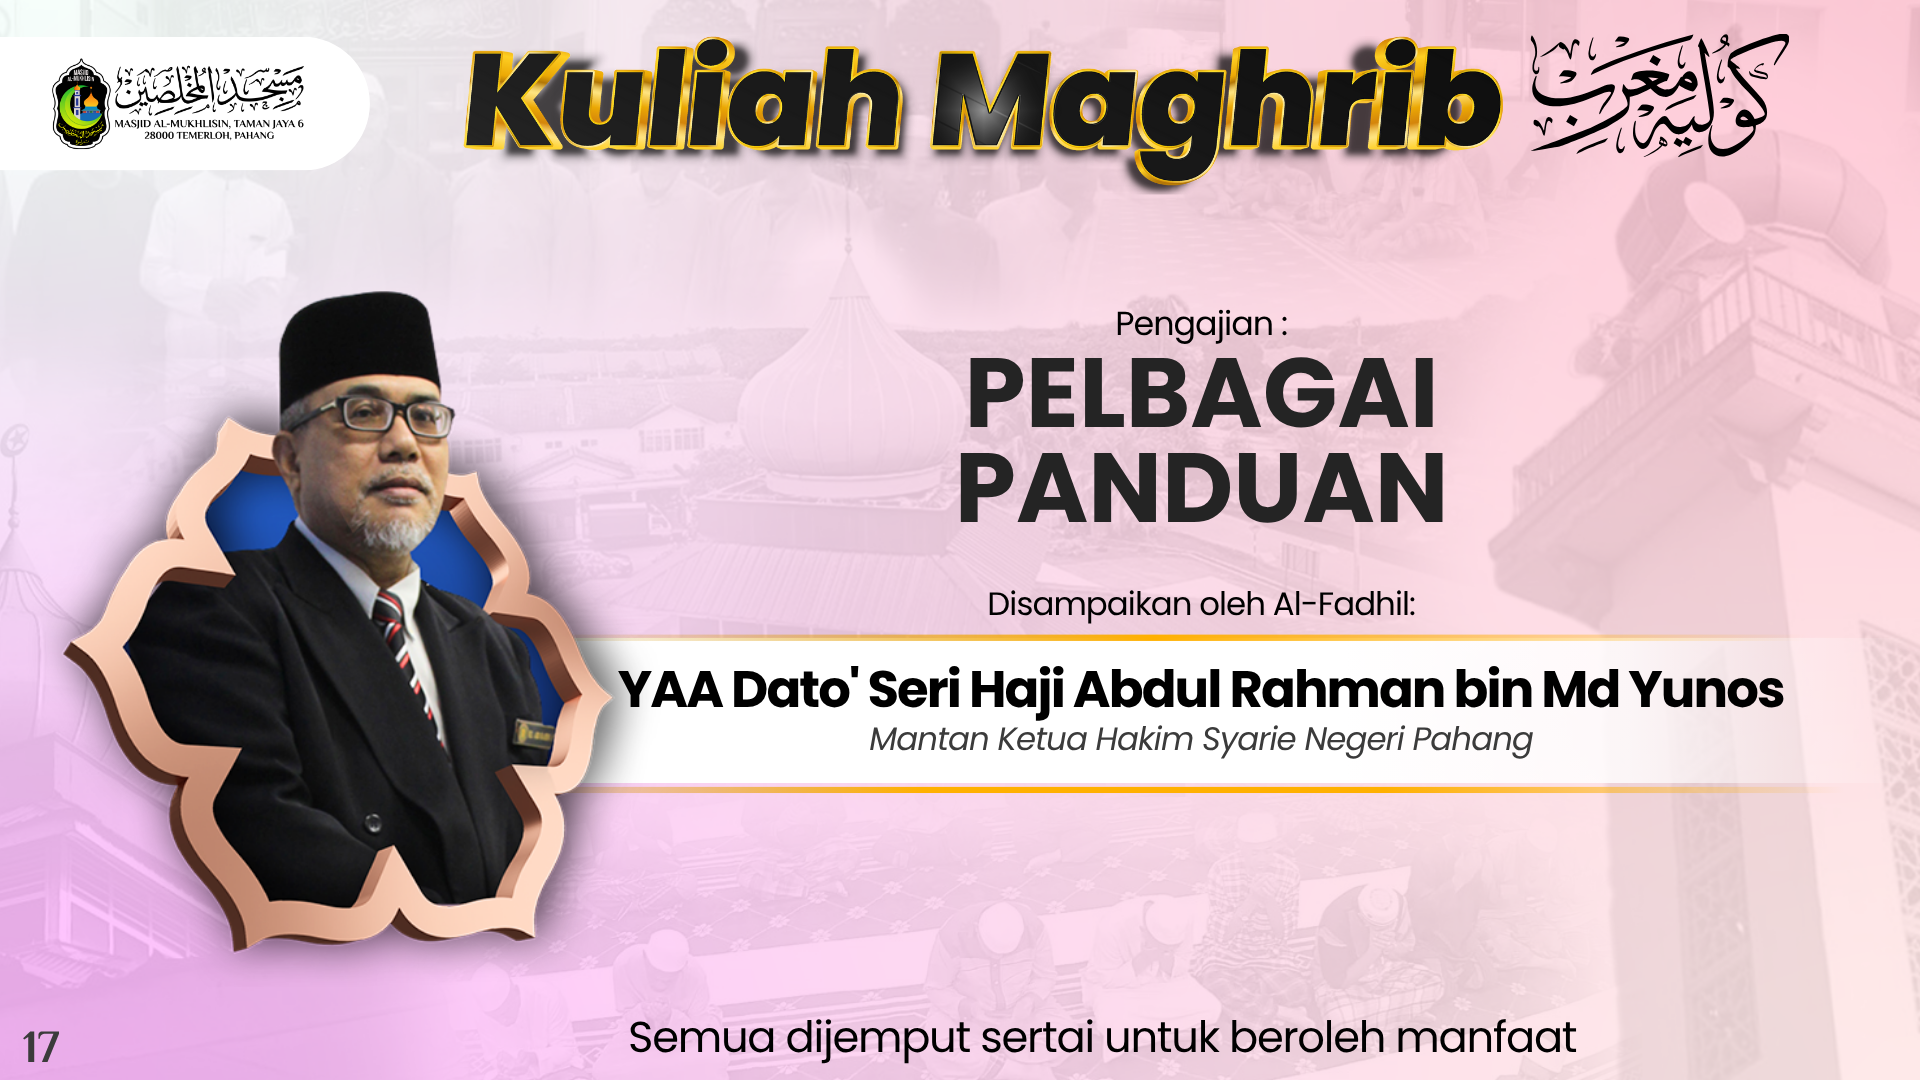 مسجد المخلصين
MASJID AL-MUKHLISIN, TAMAN JAYA 6
28000 TEMERLOH, PAHANG
Kuliah Maghrib
كوليه مغرب
Pengajian :
PELBAGAI
PANDUAN
Disampaikan oleh Al-Fadhil:
YAA Dato' Seri Haji Abdul Rahman bin Md Yunos
Mantan Ketua Hakim Syarie Negeri Pahang
Semua dijemput sertai untuk beroleh manfaat
17